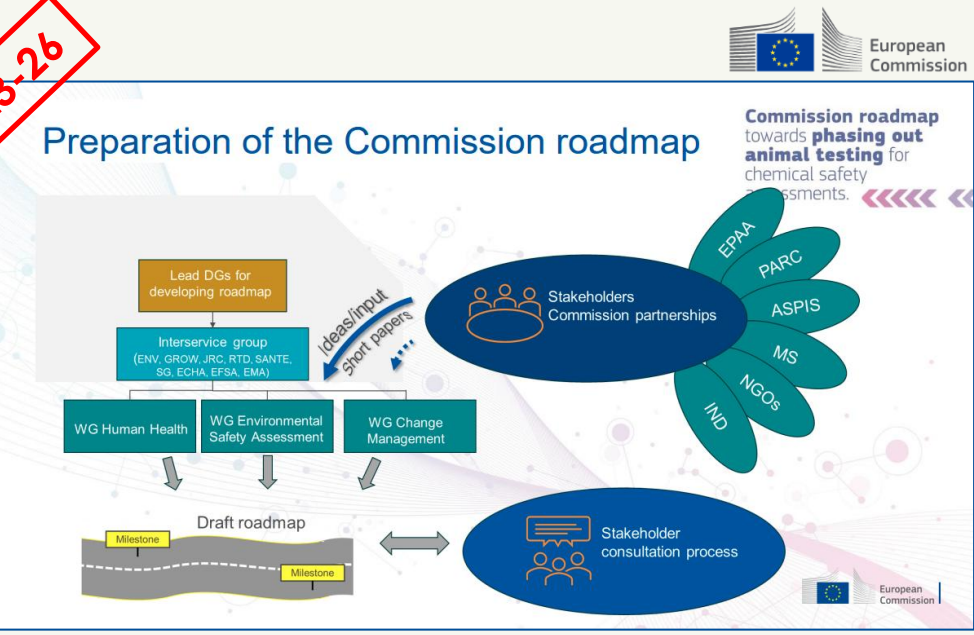 European
Commission
Preparation of the Commission roadmap
Commission roadmap
towards phasing out
animal testing for
chemical safety
EPAA
PARC
ASPIS
MS
NGOs
IND
Lead DGs for
developing roadmap
Interservice group
(ENV, GROW, JRC, RTD, SANTE,
SG, ECHA, EFSA, EMA)
Ideas/input
short papers
Stakeholders
Commission partnerships
WG Human Health
WG Environmental
Safety Assessment
WG Change
Management
Draft roadmap
Milestone
Milestone
Stakeholder
consultation process
European
Commission